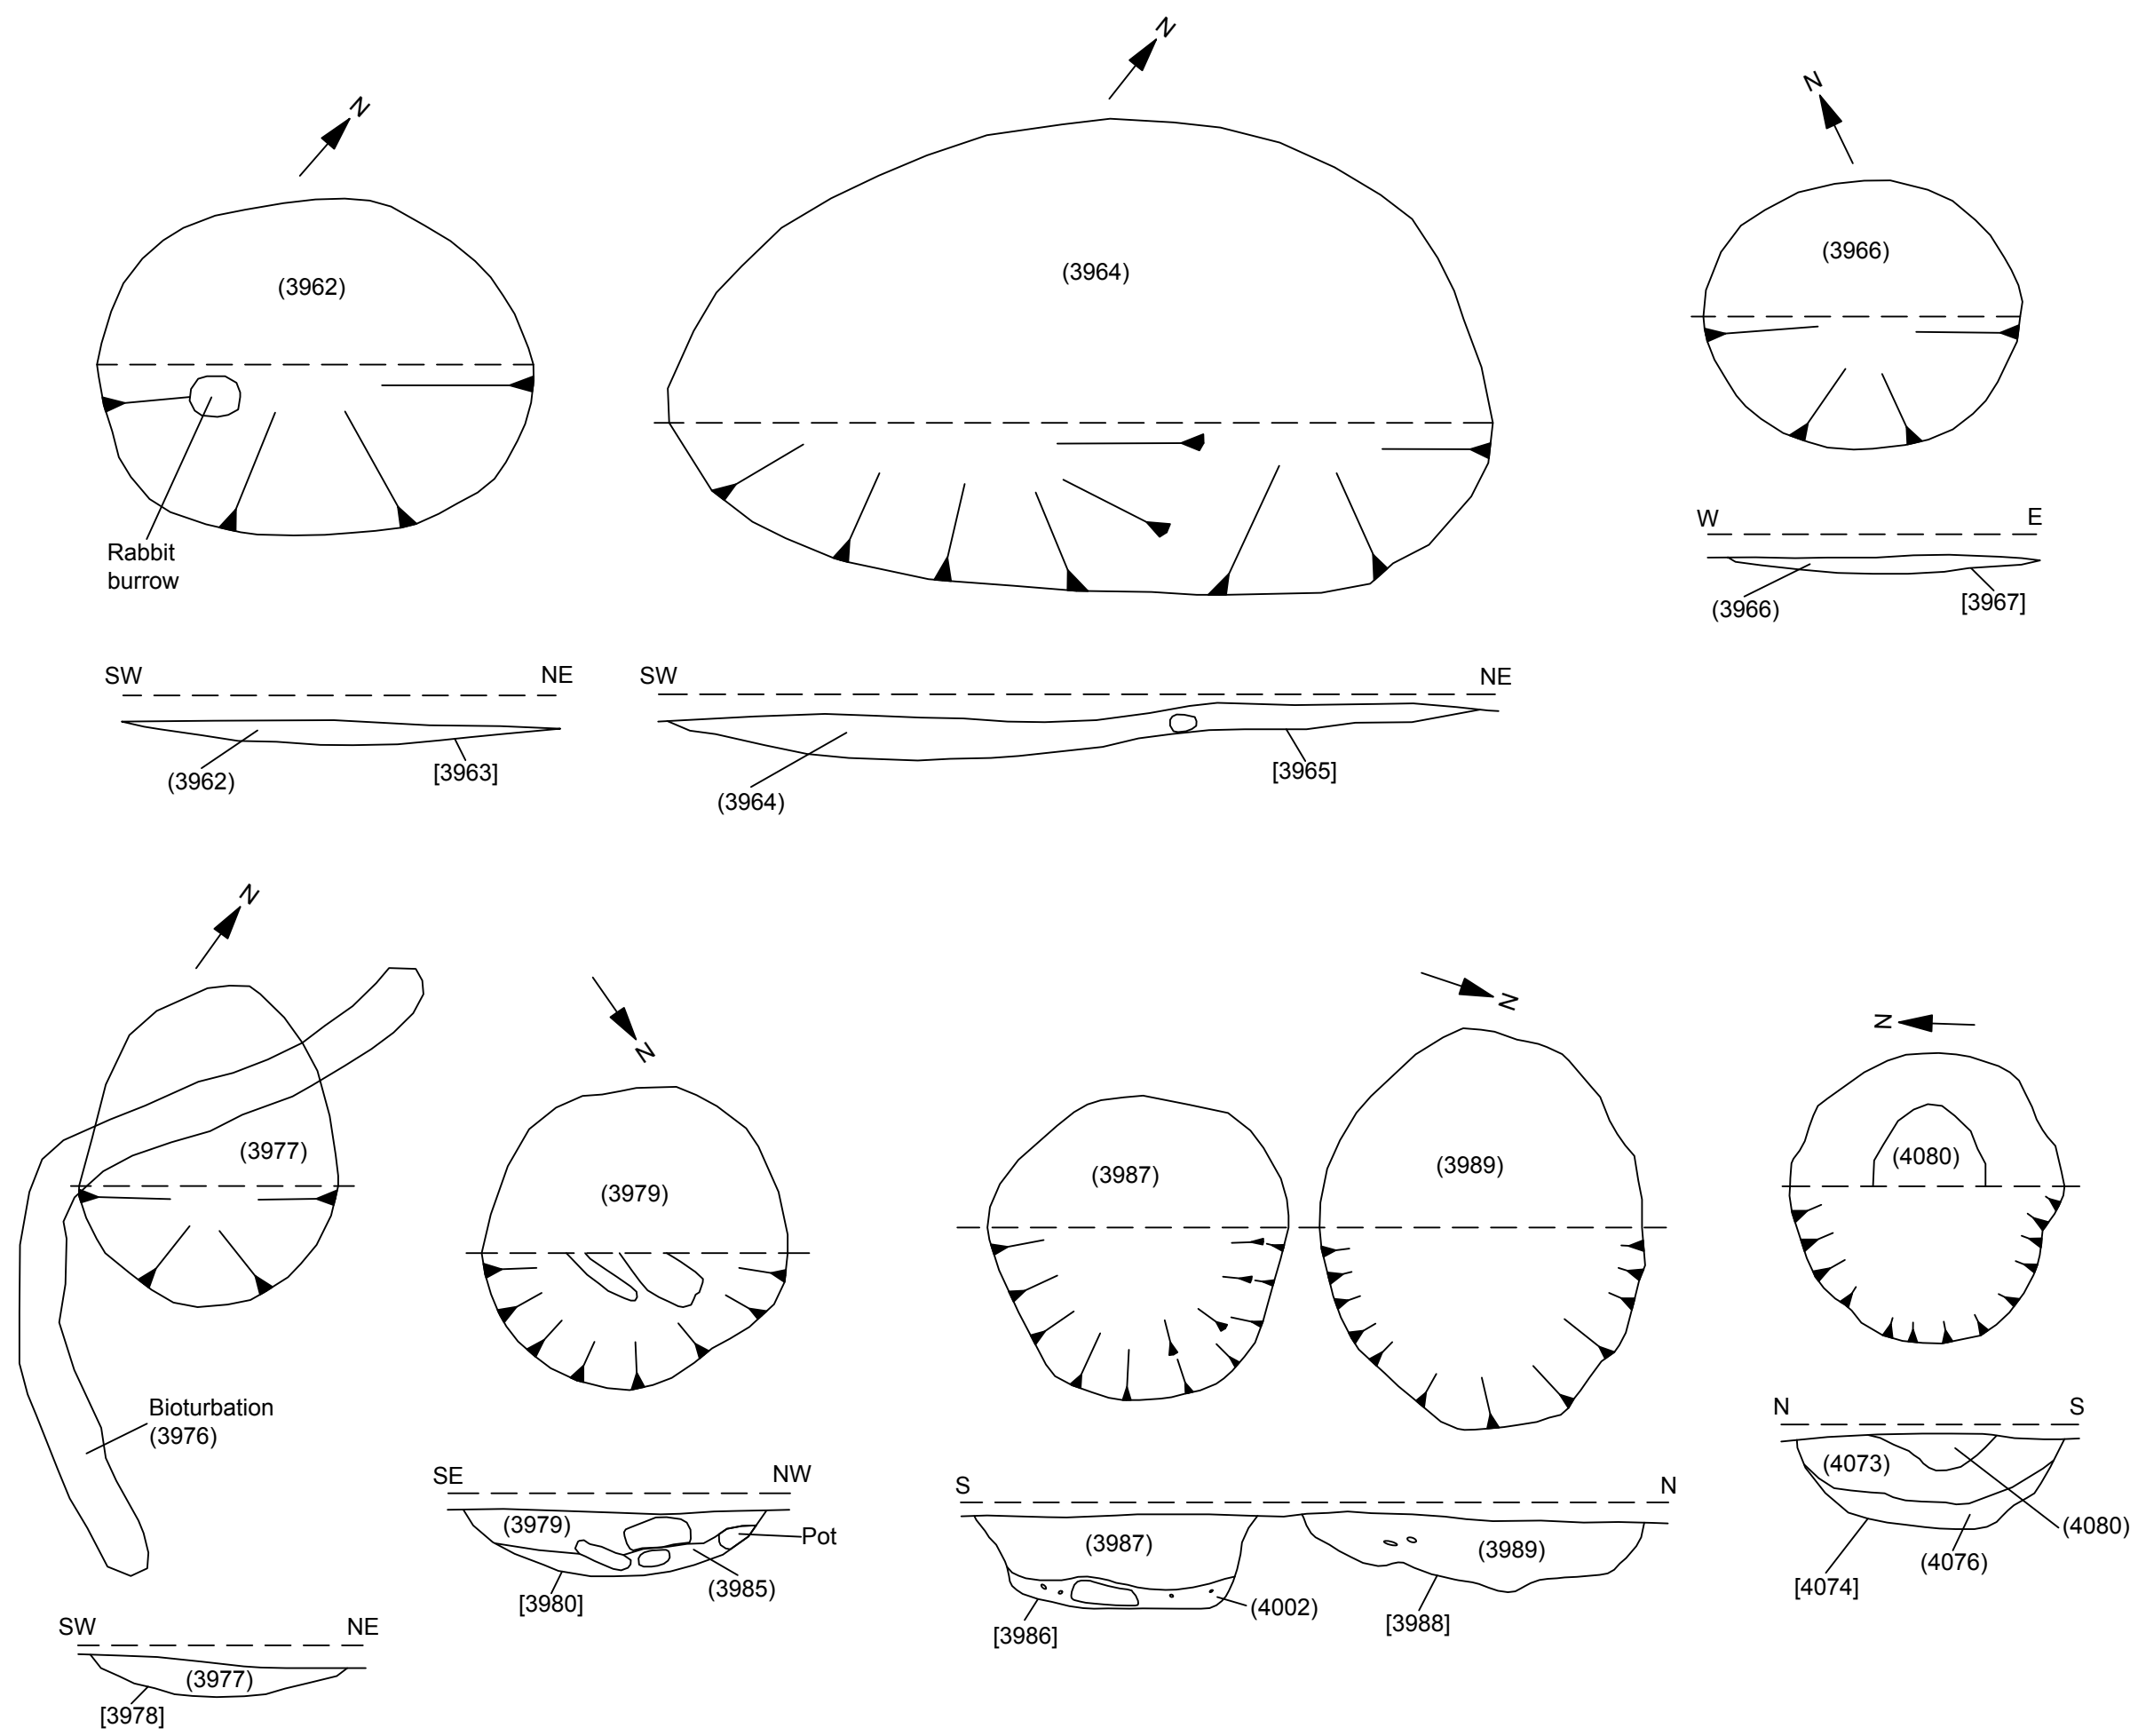 N
(3962)
Rabbit
burrow
SW
NE
(3962)
[3963]
N
(3964)
SW
NE
(3964)
[3965]
N
(3966)
W
E
(3966)
[3967]
N
(3977)
Bioturbation
(3976)
SW
NE
(3977)
[3978]
N
(3979)
SE
NW
(3979)
Pot
(3985)
[3980]
N
(3987)
(3989)
S
N
(3987)
(3989)
(4002)
[3986]
[3988]
N
(4080)
N
S
(4073)
(4080)
(4076)
[4074]